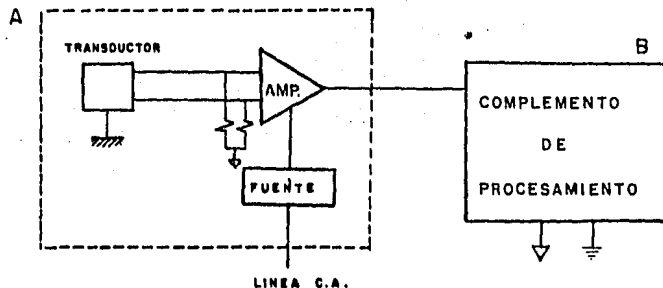 A
TRANSDUCTOR
AMP.
FUENTE
LINEA C.A.
B
COMPLEMENTO
DE
PROCESAMIENTO